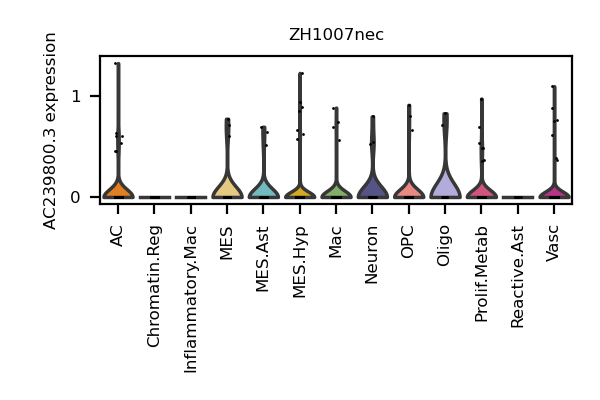 ZH1007nec
AC239800.3 expression
1
0
AC
Chromatin.Reg
Inflammatory.Mac
MES
MES.Ast
MES.Hyp
Mac
Neuron
OPC
Oligo
Prolif.Metab
Reactive.Ast
Vasc